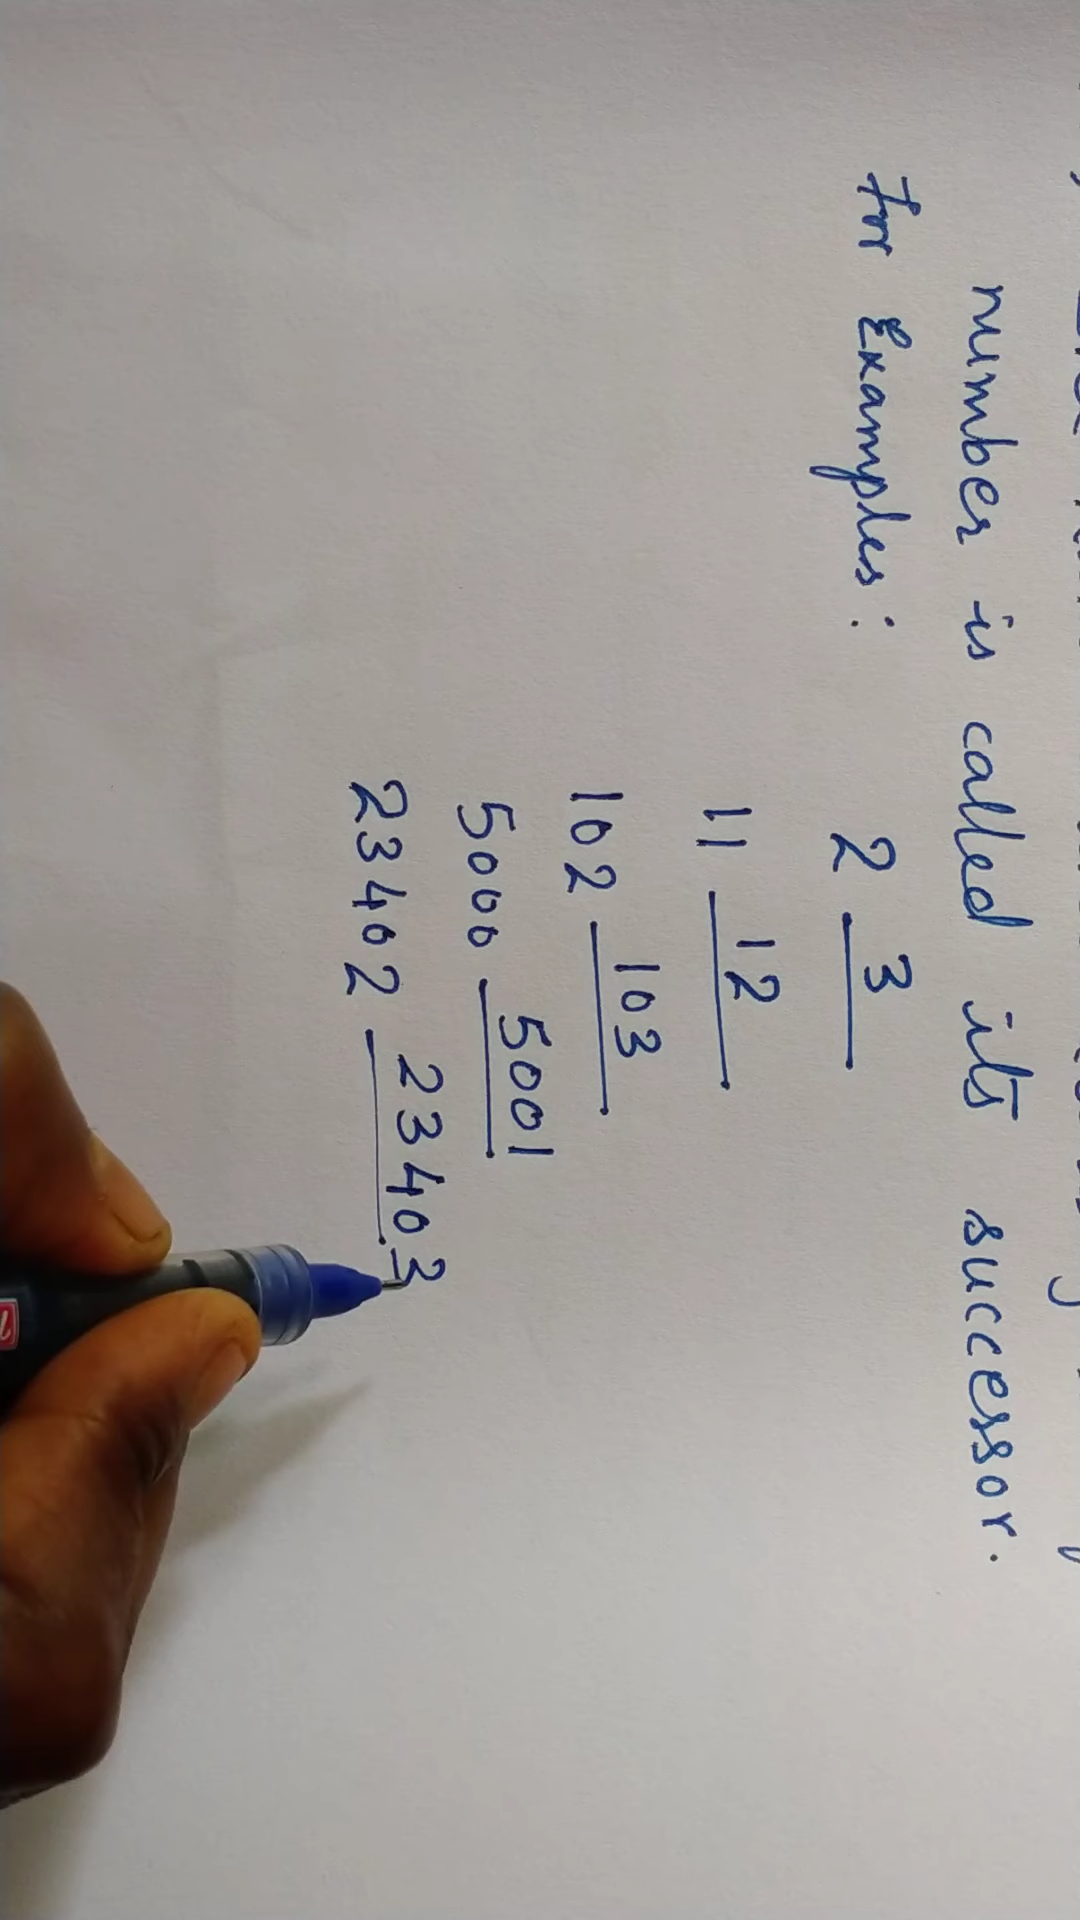 number is called its successor.
For Examples:
2 3
11 12
102 103
5000 5001
23402 23403